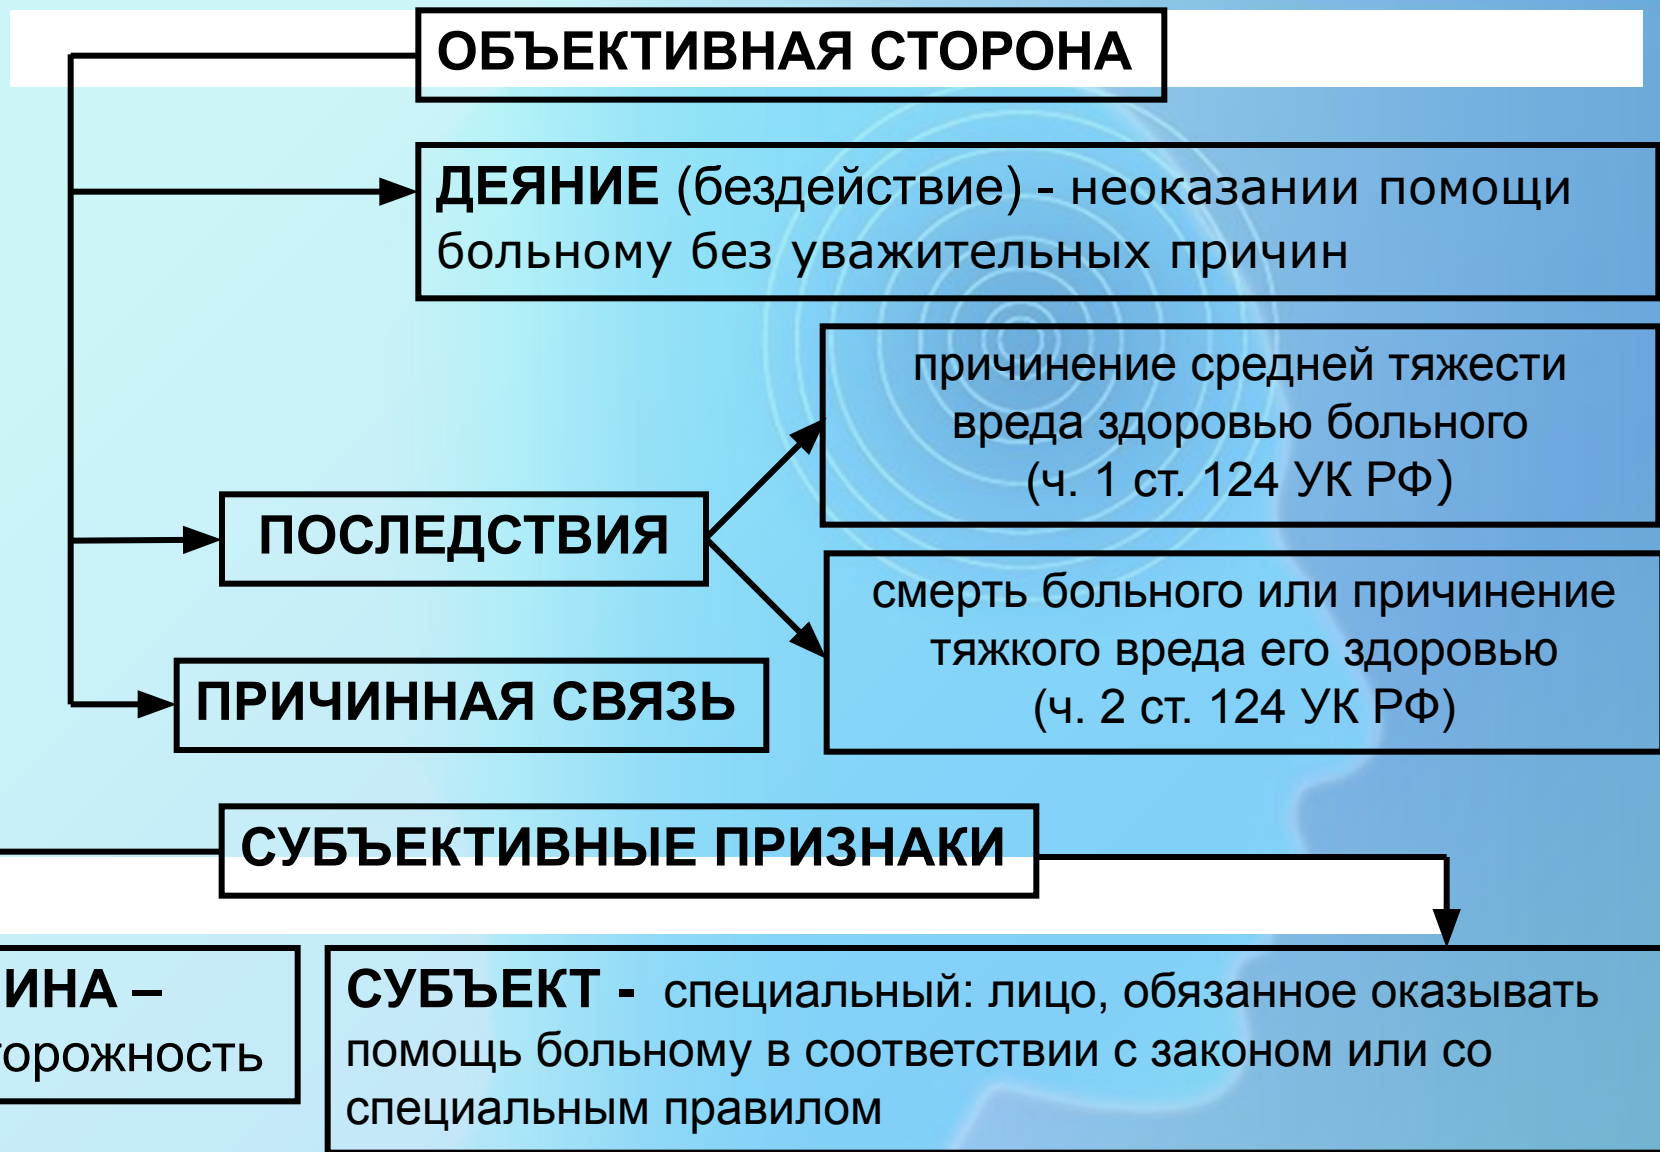 ОБЪЕКТИВНАЯ СТОРОНА
ДЕЯНИЕ (бездействие) - неоказании помощи
больному без уважительных причин
причинение средней тяжести
вреда здоровью больного
(ч. 1 ст. 124 УК РФ)
ПОСЛЕДСТВИЯ
смерть больного или причинение
тяжкого вреда его здоровью
(ч. 2 ст. 124 УК РФ)
ПРИЧИННАЯ СВЯЗЬ
СУБЪЕКТИВНЫЕ ПРИЗНАКИ
ИНА –
торожность
СУБЪЕКТ - специальный: лицо, обязанное оказывать
помощь больному в соответствии с законом или со
специальным правилом